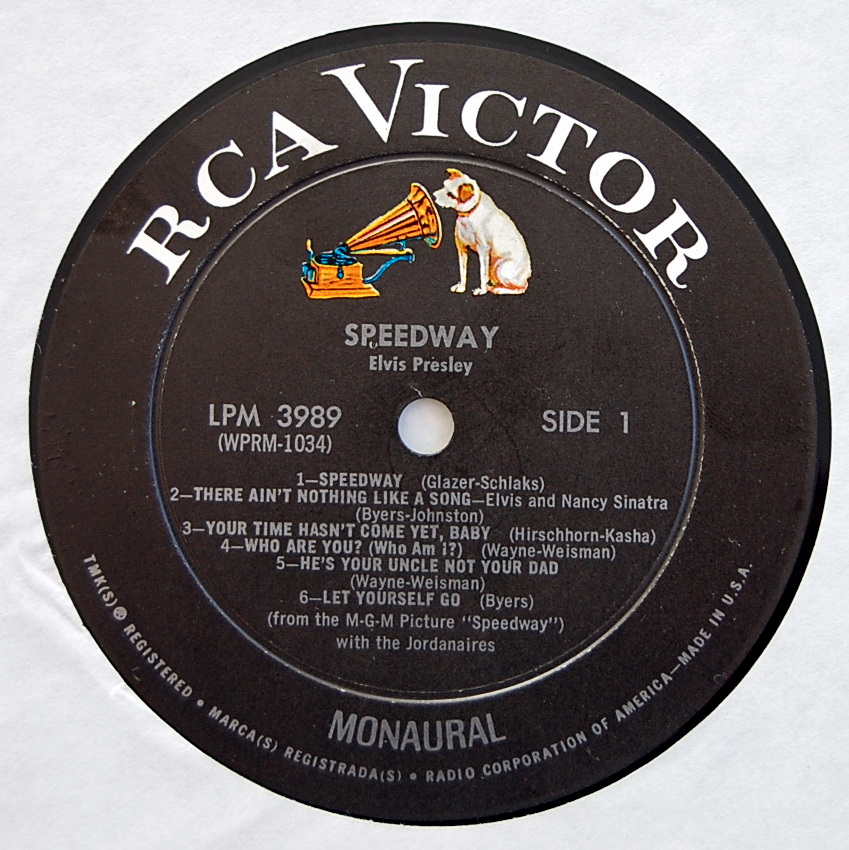 RCA VICTOR
SPEEDWAY
Elvis Presley
LPM 3989
(WPRM-1034)
SIDE 1
1—SPEEDWAY (Glazer-Schlaks)
2—THERE AIN'T NOTHING LIKE A SONG—Elvis and Nancy Sinatra
(Byers-Johnston)
3—YOUR TIME HASN'T COME YET, BABY (Hirschhorn-Kasha)
4—WHO ARE YOU? (Who Am I?) (Wayne-Weisman)
5—HE'S YOUR UNCLE NOT YOUR DAD
(Wayne-Weisman)
6—LET YOURSELF GO (Byers)
(from the M-G-M Picture "Speedway")
with the Jordanaires
MONAURAL
TMK(S) ® REGISTERED • MARCA(S) REGISTRADA(S) • RADIO CORPORATION OF AMERICA—MADE IN U.S.A.